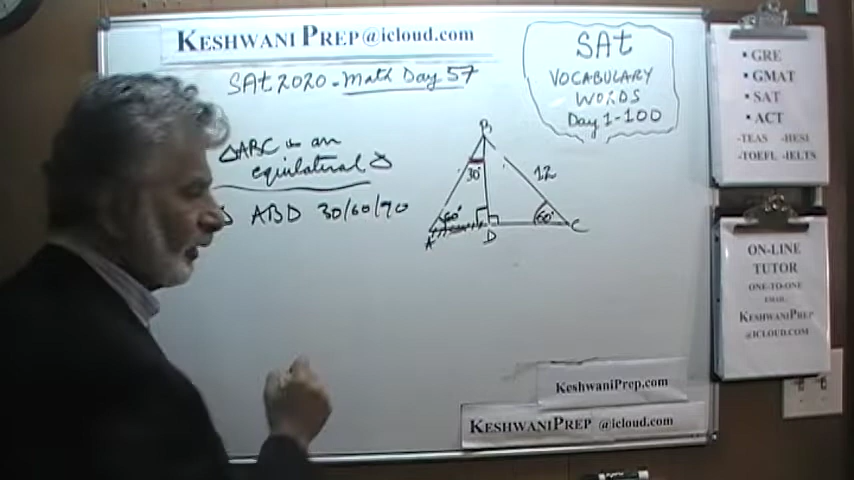 KESHWANI PREP@icloud.com
SAt 2020 - Math Day 57
SAt
VOCABULARY
WORDS
Day 1-100
△ABC is an
equilateral △
△ ABD 30/60/90
B
30°
12
60°
60°
A
D
C
• GRE
• GMAT
• SAT
• ACT
-TEAS -HESI
-TOEFL -IELTS
ON-LINE
TUTOR
ONE-TO-ONE
EMAIL:
KESHWANIPREP
@ICLOUD.COM
KeshwaniPrep.com
KESHWANIPREP @icloud.com